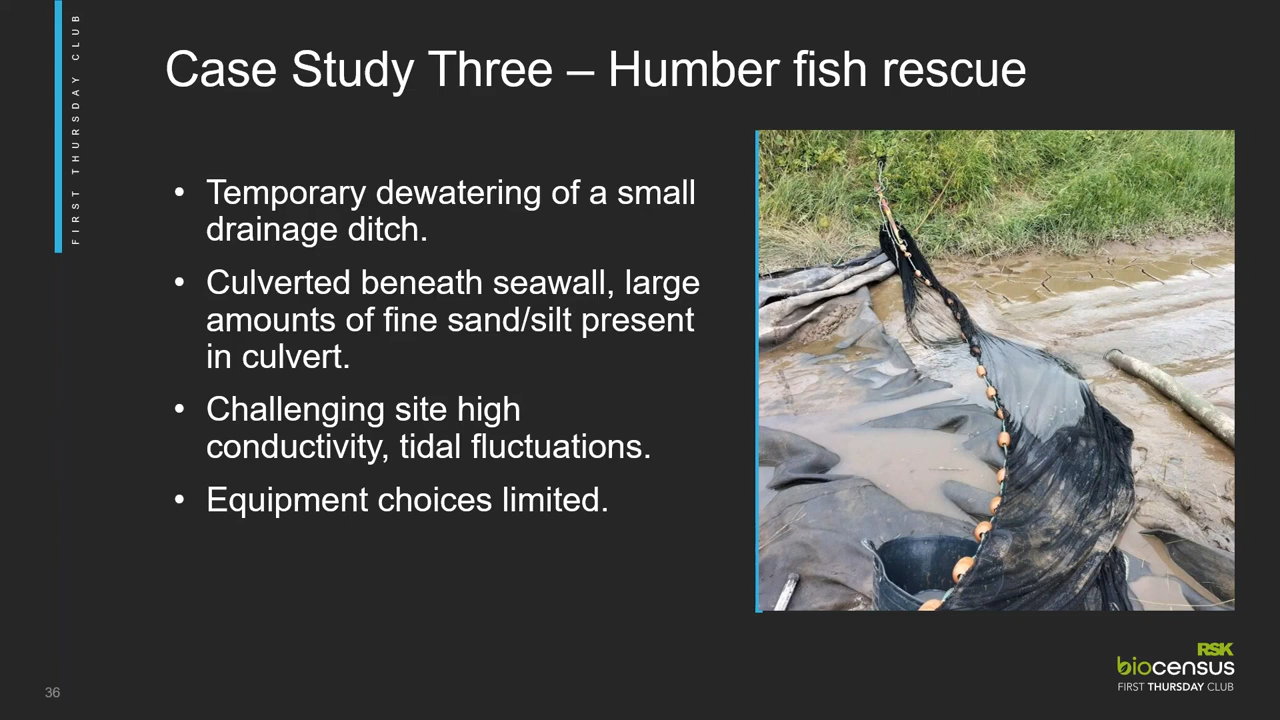 FIRST THURSDAY CLUB
Case Study Three – Humber fish rescue
• Temporary dewatering of a small
drainage ditch.
• Culverted beneath seawall, large
amounts of fine sand/silt present
in culvert.
• Challenging site high
conductivity, tidal fluctuations.
• Equipment choices limited.
RSK
biocensus
FIRST THURSDAY CLUB
36